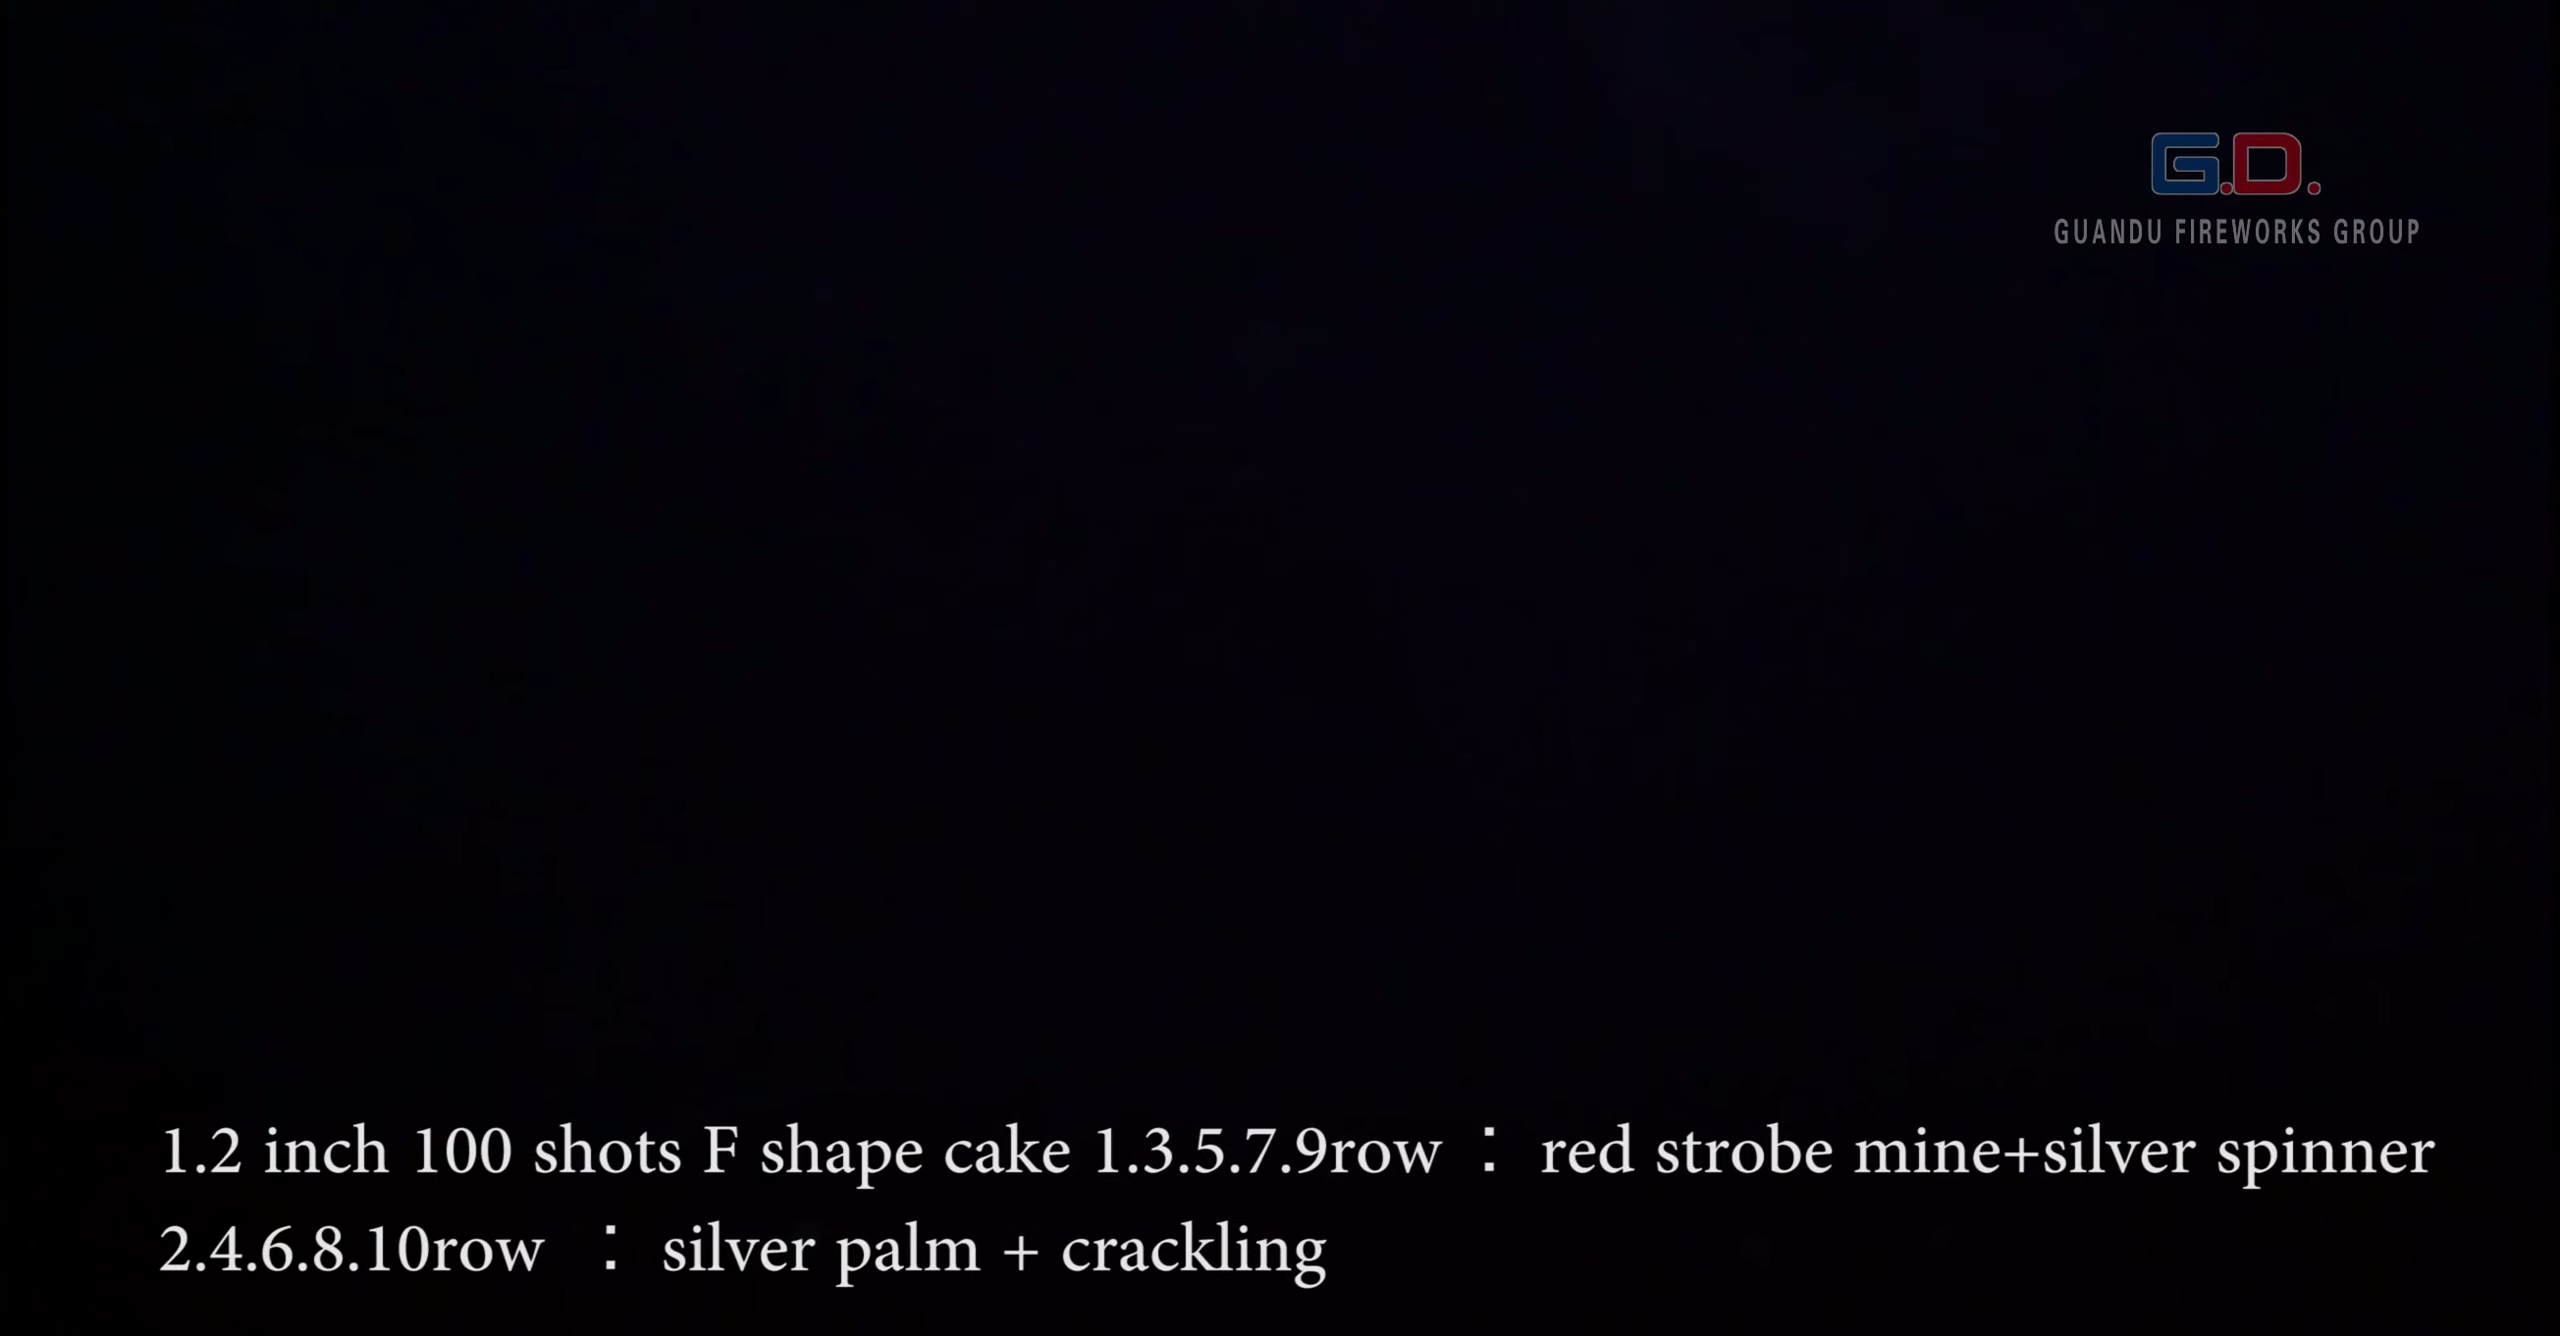 G.D.
GUANDU FIREWORKS GROUP
1.2 inch 100 shots F shape cake 1.3.5.7.9row : red strobe mine+silver spinner
2.4.6.8.10row : silver palm + crackling